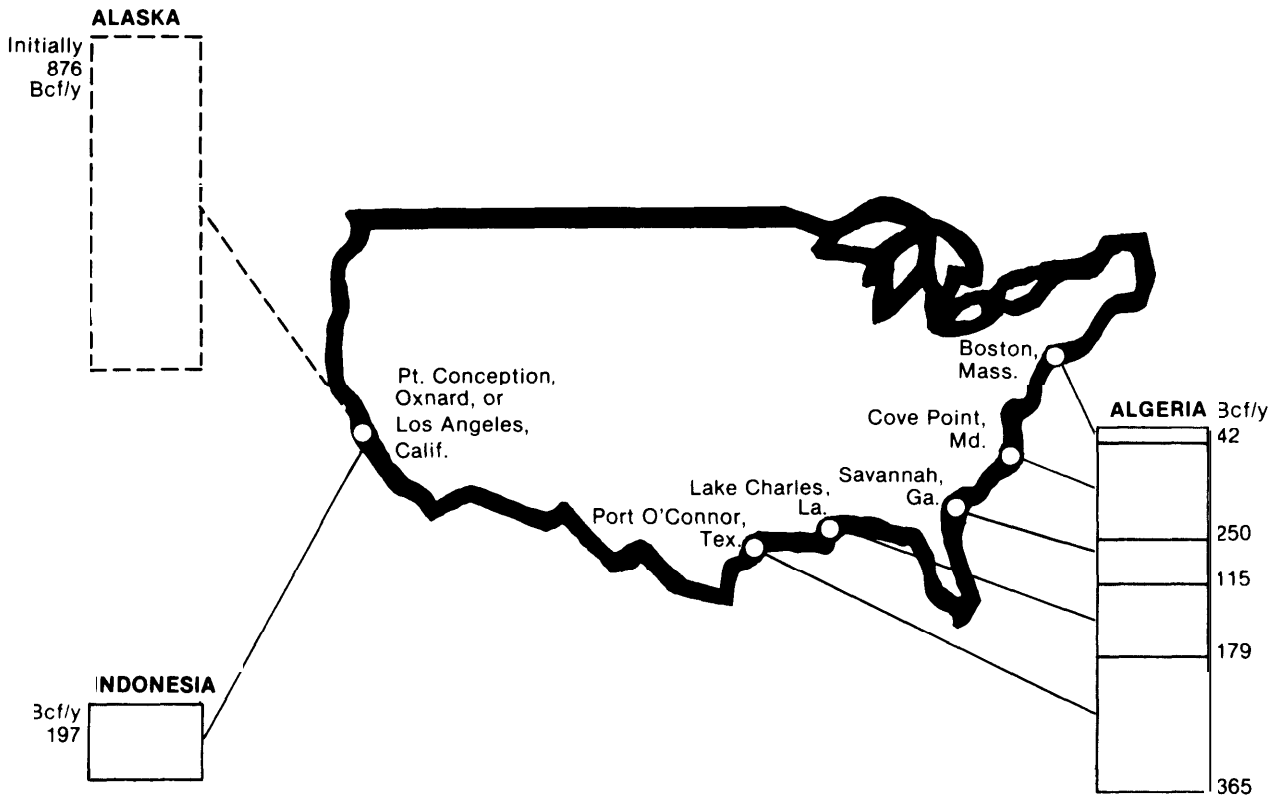 ALASKA
Initially
876
Bcf/y
Pt. Conception,
Oxnard, or
Los Angeles,
Calif.
Boston,
Mass.
Cove Point,
Md.
Savannah,
Ga.
Lake Charles,
La.
Port O'Connor,
Tex.
ALGERIA Bcf/y
42
250
115
179
365
INDONESIA
Bcf/y
197